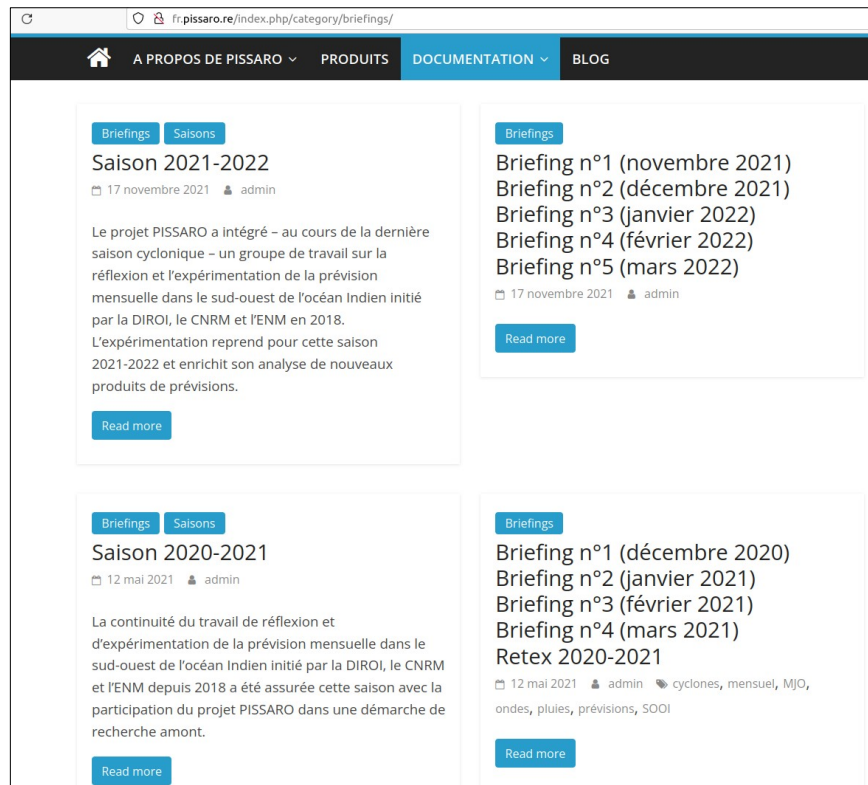 fr.pissaro.re/index.php/category/briefings/
A PROPOS DE PISSARO
PRODUITS
DOCUMENTATION
BLOG
Briefings
Saisons
Saison 2021-2022
17 novembre 2021 admin
Le projet PISSARO a intégré – au cours de la dernière
saison cyclonique – un groupe de travail sur la
réflexion et l’expérimentation de la prévision
mensuelle dans le sud-ouest de l’océan Indien initié
par la DIROI, le CNRM et l’ENM en 2018.
L’expérimentation reprend pour cette saison
2021-2022 et enrichit son analyse de nouveaux
produits de prévisions.
Read more
Briefings
Briefing n°1 (novembre 2021)
Briefing n°2 (décembre 2021)
Briefing n°3 (janvier 2022)
Briefing n°4 (février 2022)
Briefing n°5 (mars 2022)
17 novembre 2021 admin
Read more
Briefings
Saisons
Saison 2020-2021
12 mai 2021 admin
La continuité du travail de réflexion et
d’expérimentation de la prévision mensuelle dans le
sud-ouest de l’océan Indien initié par la DIROI, le CNRM
et l’ENM depuis 2018 a été assurée cette saison avec la
participation du projet PISSARO dans une démarche de
recherche amont.
Read more
Briefings
Briefing n°1 (décembre 2020)
Briefing n°2 (janvier 2021)
Briefing n°3 (février 2021)
Briefing n°4 (mars 2021)
Retex 2020-2021
12 mai 2021 admin cyclones, mensuel, MJO,
ondes, pluies, prévisions, SOOI
Read more